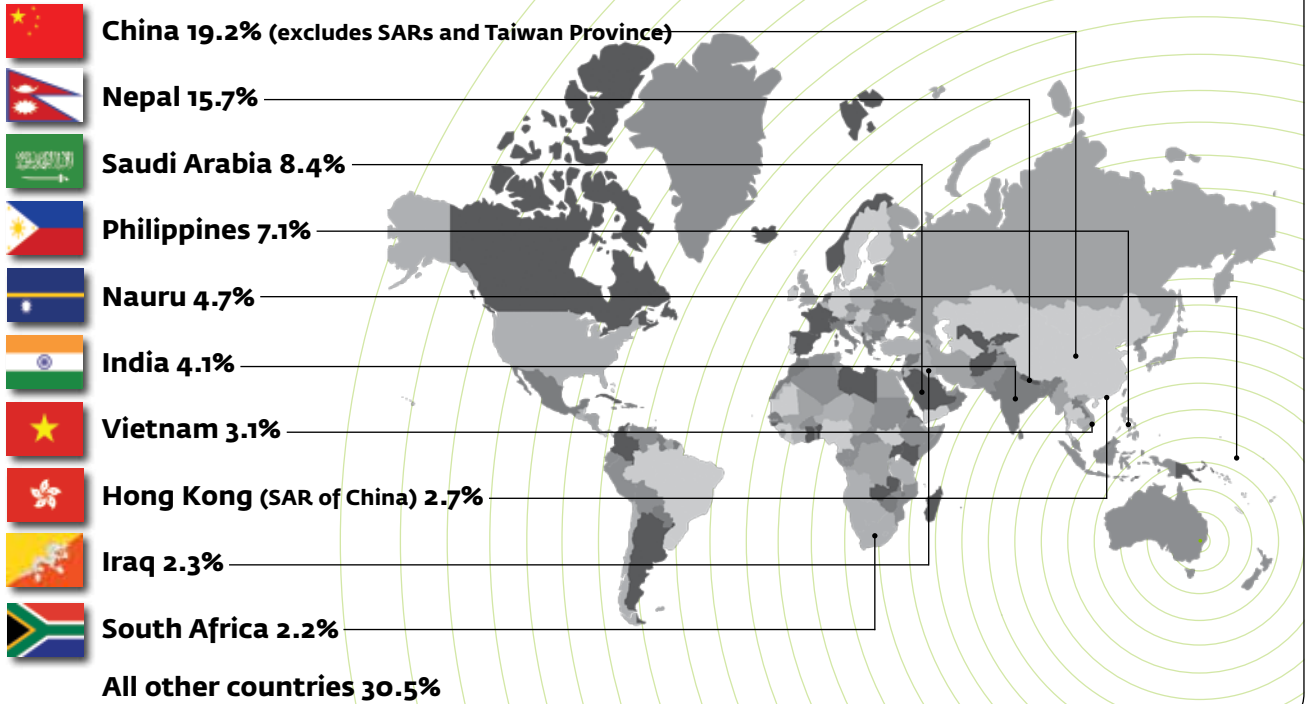 China 19.2% (excludes SARs and Taiwan Province)
Nepal 15.7%
Saudi Arabia 8.4%
Philippines 7.1%
Nauru 4.7%
India 4.1%
Vietnam 3.1%
Hong Kong (SAR of China) 2.7%
Iraq 2.3%
South Africa 2.2%
All other countries 30.5%